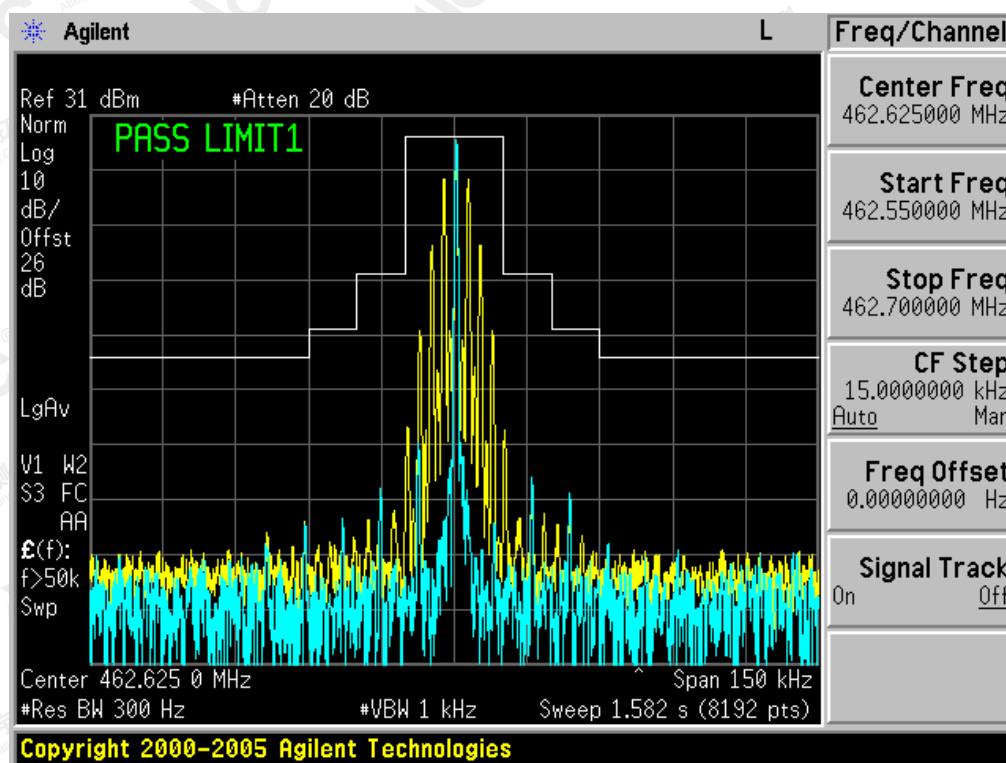 Agilent L
Ref 31 dBm #Atten 20 dB
Norm
Log
10
dB/
Offst
26
dB
LgAv
V1 W2
S3 FC
AA
£(f):
f>50k
Swp
PASS LIMIT1
Center 462.625 0 MHz ^ Span 150 kHz
#Res BW 300 Hz #VBW 1 kHz Sweep 1.582 s (8192 pts)
Copyright 2000-2005 Agilent Technologies
Freq/Channel
Center Freq
462.625000 MHz
Start Freq
462.550000 MHz
Stop Freq
462.700000 MHz
CF Step
15.0000000 kHz
Auto Man
Freq Offset
0.00000000 Hz
Signal Track
On Off